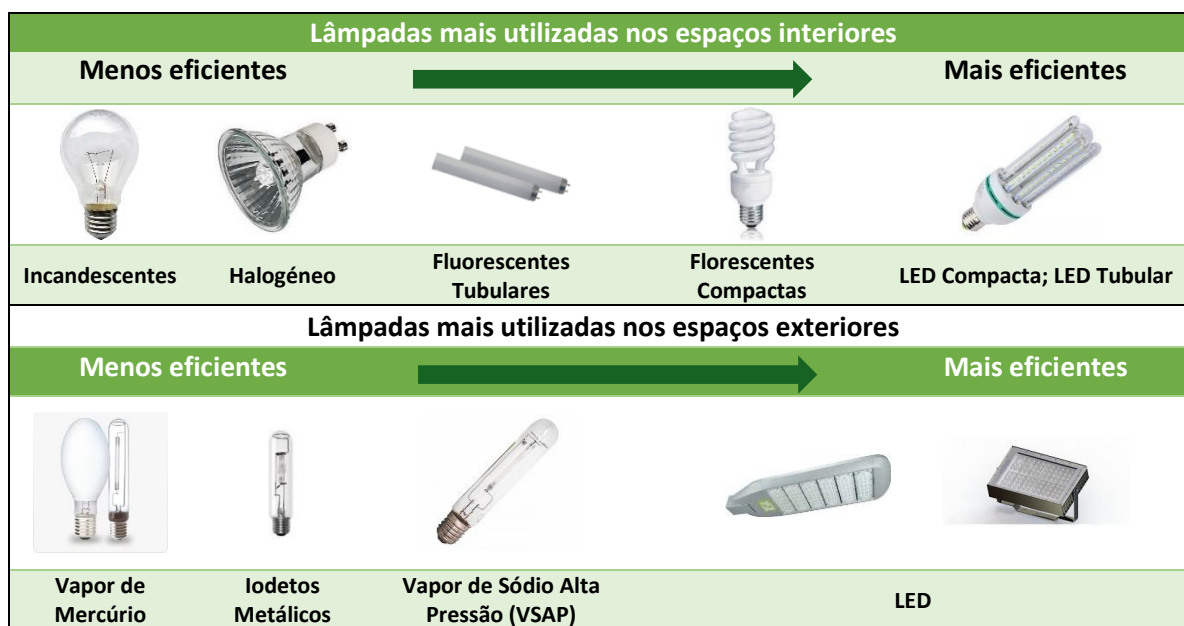 Lâmpadas mais utilizadas nos espaços interiores
Menos eficientes
Mais eficientes
Incandescentes
Halogéneo
Fluorescentes
Tubulares
Florescentes
Compactas
LED Compacta; LED Tubular
Lâmpadas mais utilizadas nos espaços exteriores
Menos eficientes
Mais eficientes
Vapor de
Mercúrio
Iodetos
Metálicos
Vapor de Sódio Alta
Pressão (VSAP)
LED